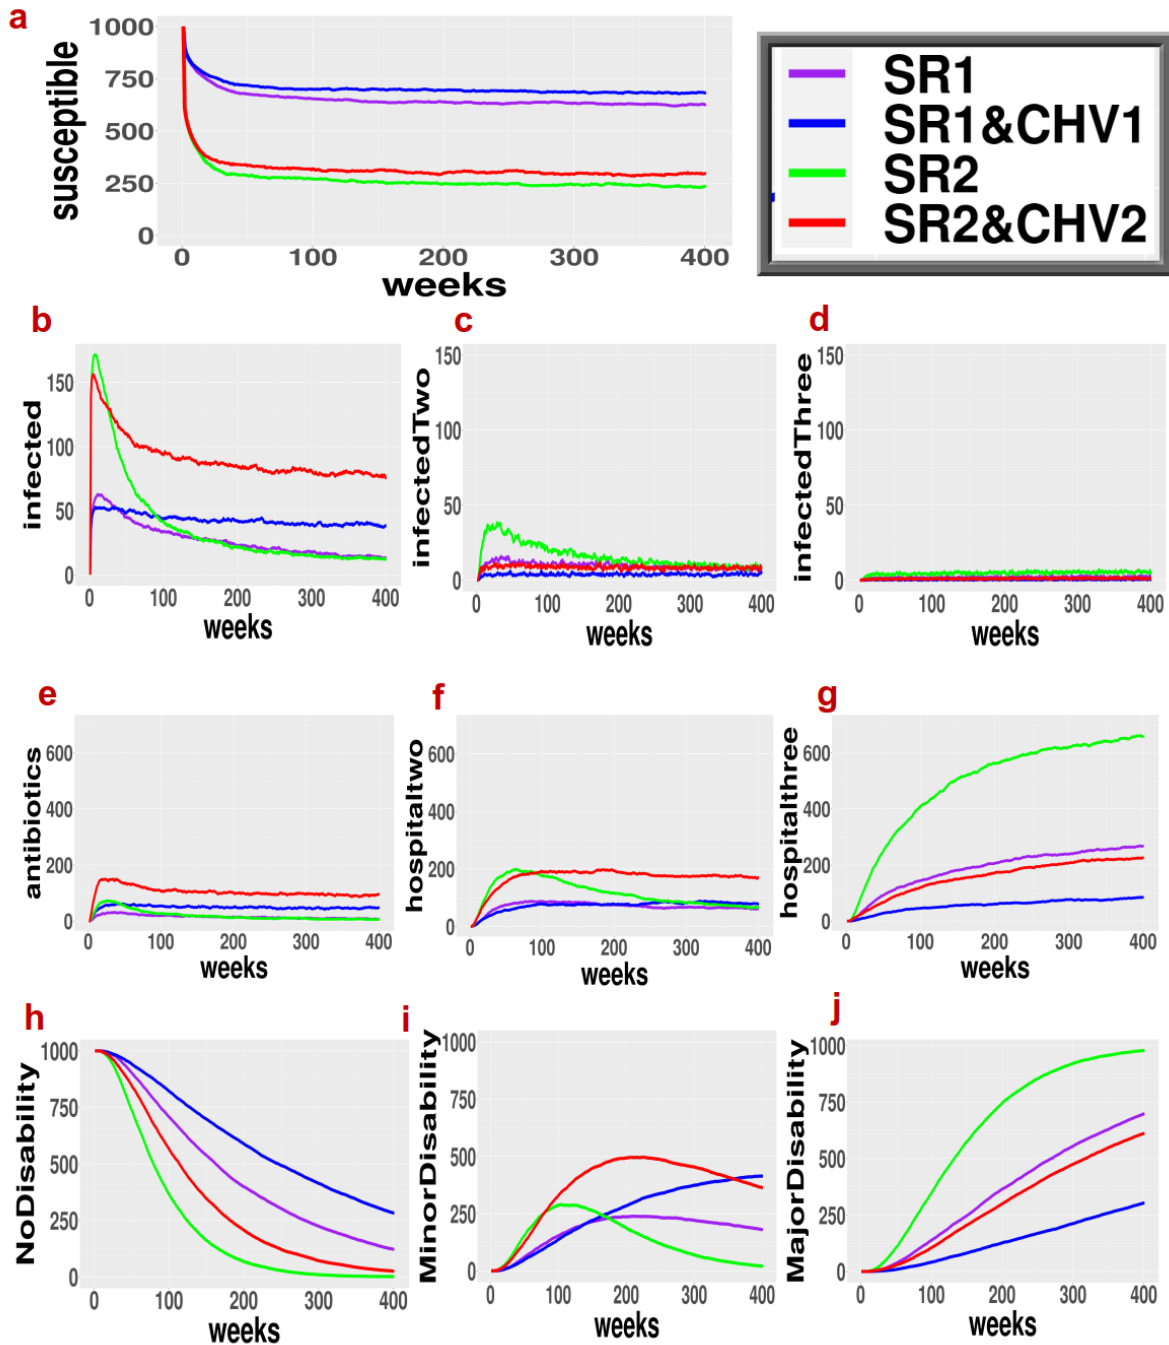 a
susceptible
1000
750
500
250
0
0 100 200 300 400
weeks
SR1
SR1&CHV1
SR2
SR2&CHV2
b
infected
150
100
50
0
0 100 200 300 400
weeks
c
infectedTwo
150
100
50
0
0 100 200 300 400
weeks
d
infectedThree
150
100
50
0
0 100 200 300 400
weeks
e
antibiotics
600
400
200
0
0 100 200 300 400
weeks
f
hospitaltwo
600
400
200
0
0 100 200 300 400
weeks
g
hospitalthree
600
400
200
0
0 100 200 300 400
weeks
h
NoDisability
1000
750
500
250
0
0 100 200 300 400
weeks
i
MinorDisability
1000
750
500
250
0
0 100 200 300 400
weeks
j
MajorDisability
1000
750
500
250
0
0 100 200 300 400
weeks